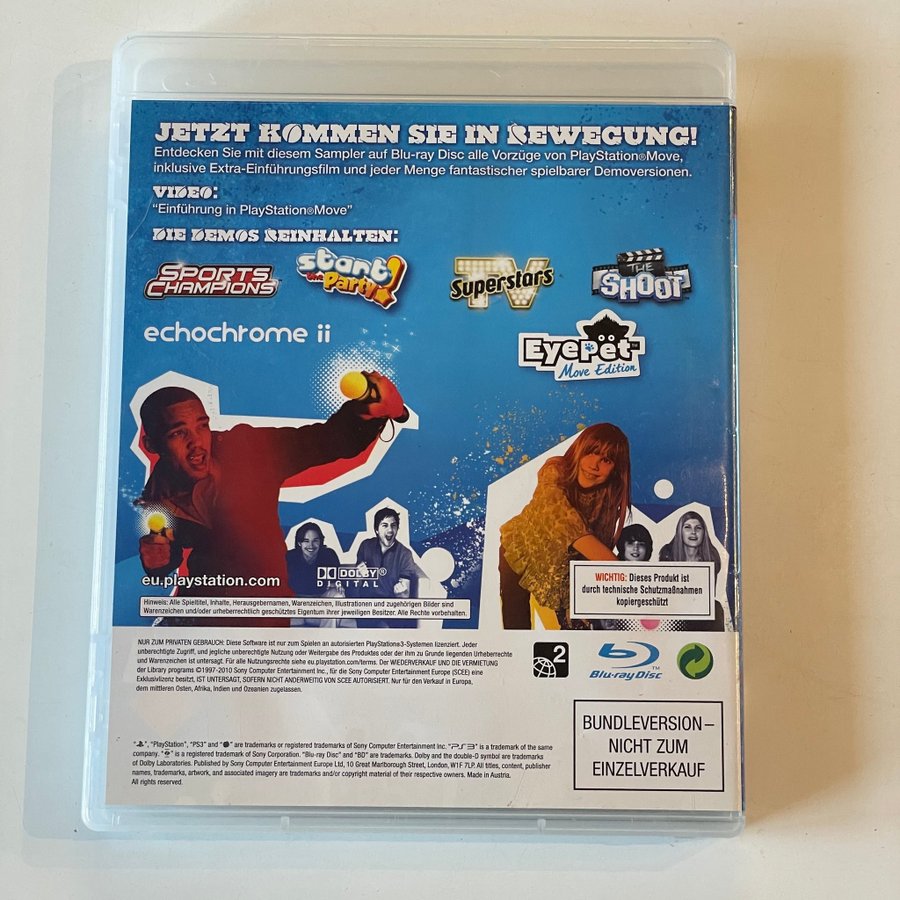 JETZT KOMMEN SIE IN BEWEGUNG!
Entdecken Sie mit diesem Sampler auf Blu-ray Disc alle Vorzüge von PlayStation®Move,
inklusive Extra-Einführungsfilm und jeder Menge fantastischer spielbarer Demoversionen.
VIDEO:
“Einführung in PlayStation®Move”
DIE DEMOS BEINHALTEN:
SPORTS
CHAMPIONS
start
the Party!
TV
Superstars
THE
SHOOT
echochrome ii
EyePet™
Move Edition
eu.playstation.com
DOLBY®
DIGITAL
WICHTIG: Dieses Produkt ist
durch technische Schutzmaßnahmen
kopiergeschützt
Hinweis: Alle Spieltitel, Inhalte, Herausgebernamen, Warenzeichen, Illustrationen und zugehörigen Bilder sind
Warenzeichen und/oder urheberrechtlich geschütztes Eigentum ihrer jeweiligen Besitzer. Alle Rechte vorbehalten.
NUR ZUM PRIVATEN GEBRAUCH: Diese Software ist nur zum Spielen an autorisierten PlayStation®3-Systemen lizenziert. Jeder
unberechtigte Zugriff, und jegliche unberechtigte Nutzung oder Weitergabe des Produktes oder der ihm zu Grunde liegenden Urheberrechte
und Warenzeichen ist untersagt. Für alle Nutzungsrechte siehe eu.playstation.com/terms. Der WIEDERVERKAUF UND DIE VERMIETUNG
der Library programs ©1997-2010 Sony Computer Entertainment Inc., für die Sony Computer Entertainment Europe (SCEE) eine
Exklusivlizenz besitzt, IST UNTERSAGT, SOFERN NICHT ANDERWEITIG VON SCEE AUTORISIERT. Nur für den Verkauf in Europa,
dem mittleren Osten, Afrika, Indien und Ozeanien zugelassen.
2
Blu-ray Disc™
BUNDLEVERSION –
NICHT ZUM
EINZELVERKAUF
“ ”, “PlayStation”, “PS3” and “ ” are trademarks or registered trademarks of Sony Computer Entertainment Inc. “PS3” is a trademark of the same
company. “ ” is a registered trademark of Sony Corporation. “Blu-ray Disc” and “BD” are trademarks. Dolby and the double-D symbol are trademarks
of Dolby Laboratories. Published by Sony Computer Entertainment Europe Ltd, 10 Great Marlborough Street, London, W1F 7LP. All titles, content, publisher
names, trademarks, artwork, and associated imagery are trademarks and/or copyright material of their respective owners. Made in Austria.
All rights reserved.